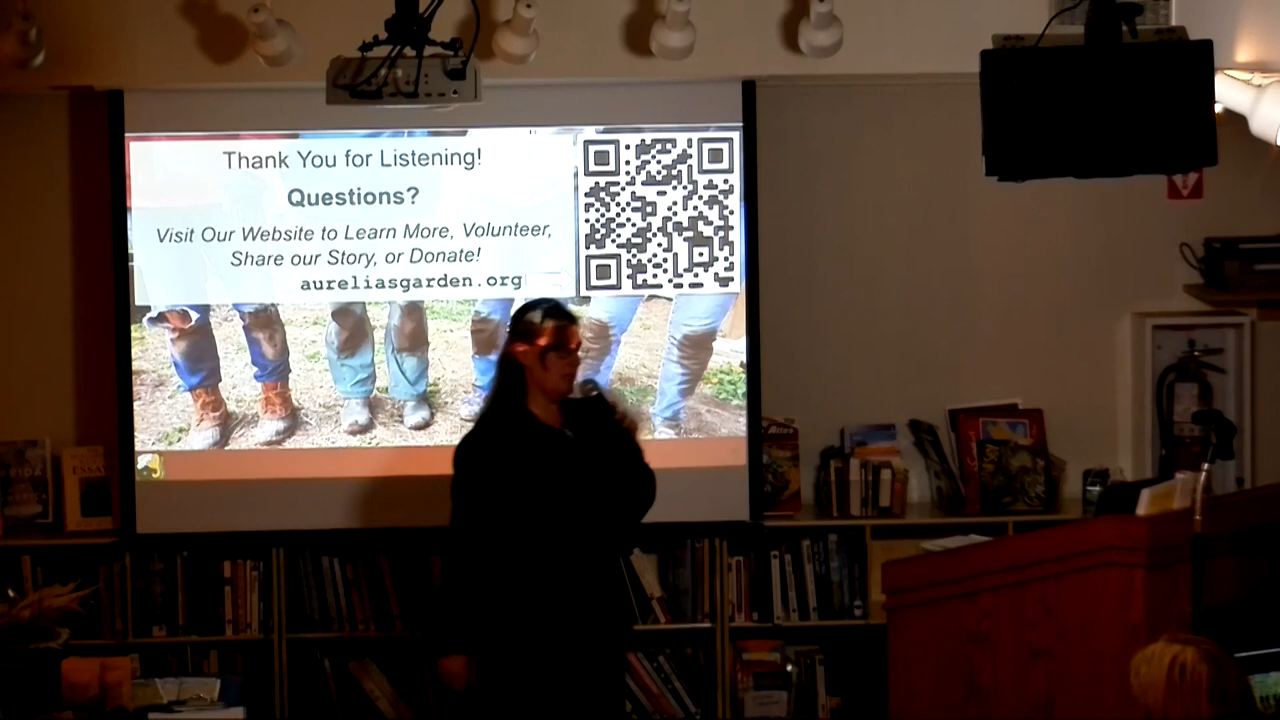 Thank You for Listening!
Questions?
Visit Our Website to Learn More, Volunteer,
Share our Story, or Donate!
aureliasgarden.org